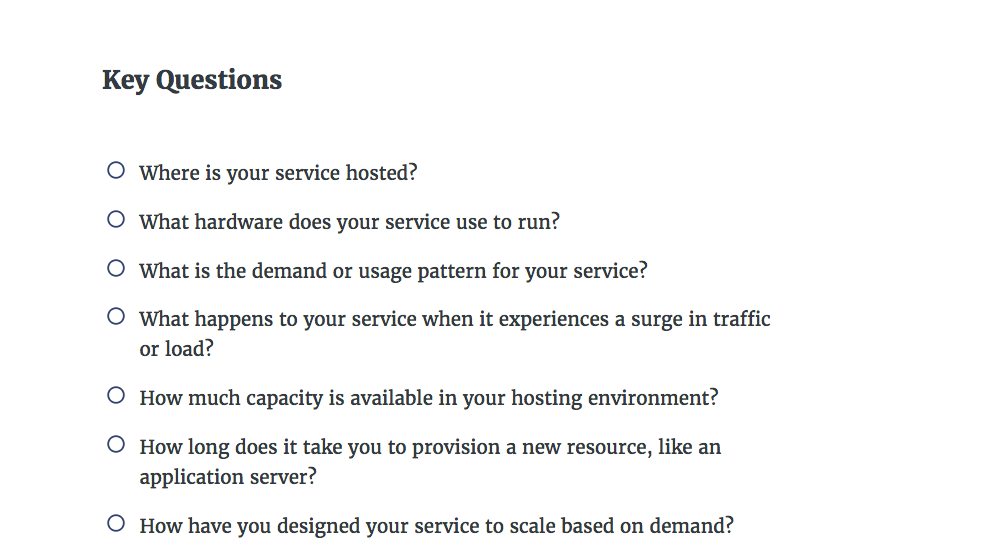 Key Questions
Where is your service hosted?
What hardware does your service use to run?
What is the demand or usage pattern for your service?
What happens to your service when it experiences a surge in traffic
or load?
How much capacity is available in your hosting environment?
How long does it take you to provision a new resource, like an
application server?
How have you designed your service to scale based on demand?